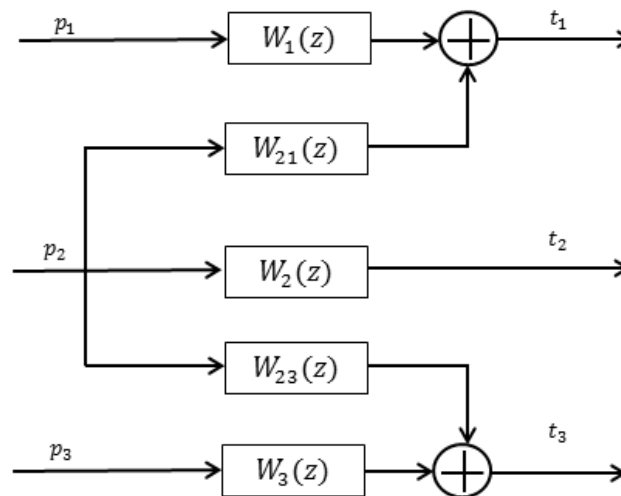 p₁ W₁(z) t₁
W₂₁(z)
p₂ W₂(z) t₂
W₂₃(z)
p₃ W₃(z) t₃